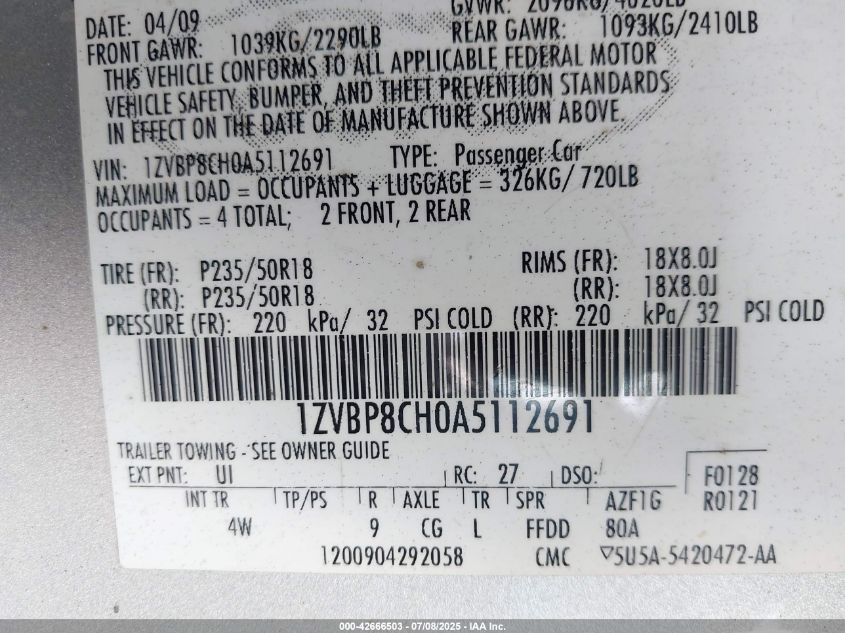 DATE: 04/09 GVWR: 2096KG/4620LB
FRONT GAWR: 1039KG/2290LB REAR GAWR: 1093KG/2410LB
THIS VEHICLE CONFORMS TO ALL APPLICABLE FEDERAL MOTOR
VEHICLE SAFETY, BUMPER, AND THEFT PREVENTION STANDARDS
IN EFFECT ON THE DATE OF MANUFACTURE SHOWN ABOVE.
VIN: 1ZVBP8CH0A5112691 TYPE: Passenger Car
MAXIMUM LOAD = OCCUPANTS + LUGGAGE = 326KG/ 720LB
OCCUPANTS = 4 TOTAL; 2 FRONT, 2 REAR
TIRE (FR): P235/50R18 RIMS (FR): 18X8.0J
(RR): P235/50R18 (RR): 18X8.0J
PRESSURE (FR): 220 kPa/ 32 PSI COLD (RR): 220 kPa/ 32 PSI COLD
1ZVBP8CH0A5112691
TRAILER TOWING - SEE OWNER GUIDE
EXT PNT: UI RC: 27 DSO: F0128
INT TR TP/PS R AXLE TR SPR AZF1G R0121
4W 9 CG L FFDD 80A
1200904292058 CMC ▽5U5A-5420472-AA
000-42666503 - 07/08/2025 - IAA Inc.